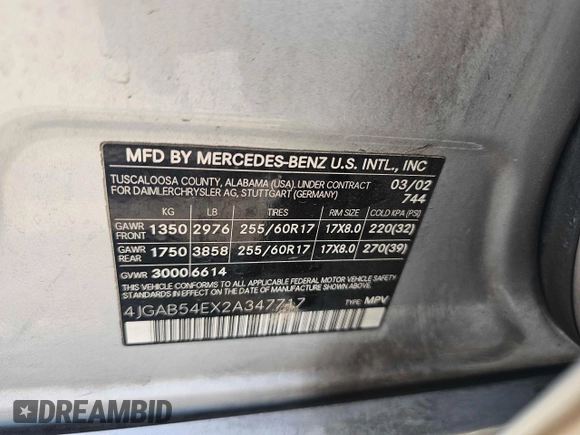 MFD BY MERCEDES-BENZ U.S. INTL., INC
TUSCALOOSA COUNTY, ALABAMA (USA), UNDER CONTRACT 03/02
FOR DAIMLERCHRYSLER AG, STUTTGART (GERMANY) 744
KG LB TIRES RIM SIZE COLD KPA (PSI)
GAWR FRONT 1350 2976 255/60R17 17X8.0 220(32)
GAWR REAR 1750 3858 255/60R17 17X8.0 270(39)
GVWR 3000 6614
THIS VEHICLE CONFORMS TO ALL APPLICABLE FEDERAL MOTOR VEHICLE SAFETY
STANDARDS IN EFFECT ON THE DATE OF MANUFACTURE SHOWN ABOVE.
4JGAB54EX2A347717 TYPE: MPV
DREAMBID